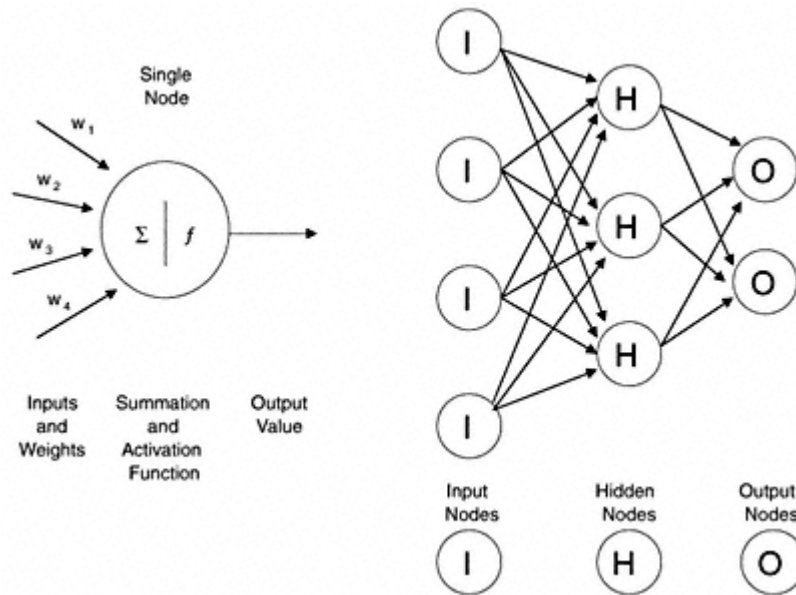 Single
Node
w1
w2
w3
w4
Σ | f
Inputs
and
Weights
Summation
and
Activation
Function
Output
Value
I
I
I
I
H
H
H
O
O
Input
Nodes
I
Hidden
Nodes
H
Output
Nodes
O